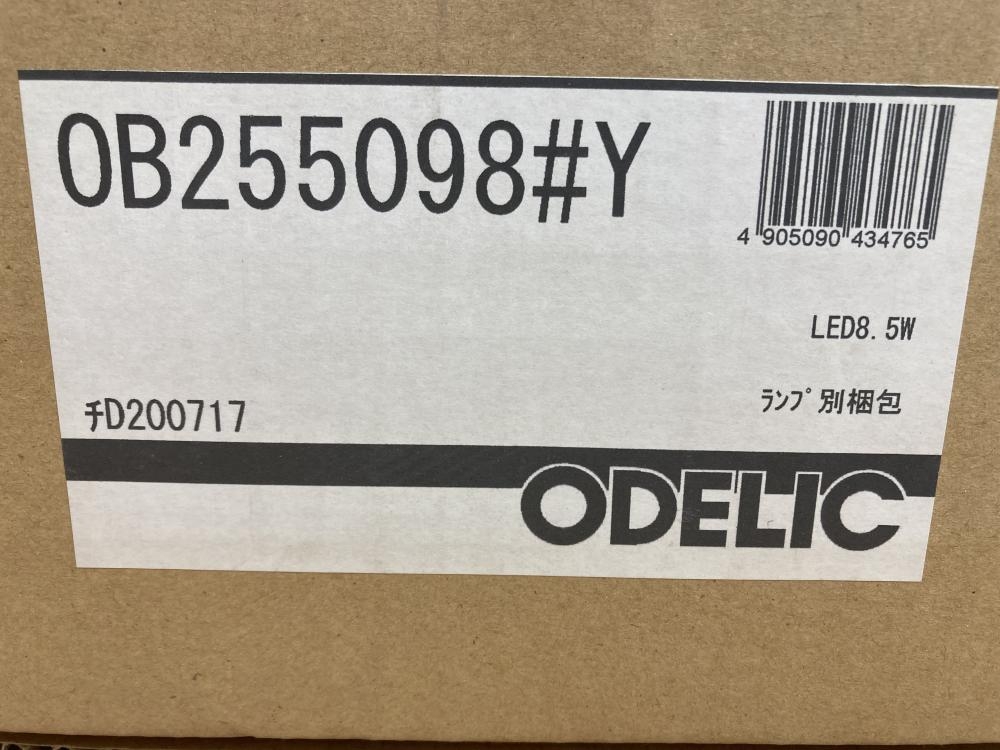 OB255098#Y
4 905090 434765
LED8.5W
ﾗﾝﾌﾟ別梱包
ﾁD200717
ODELIC